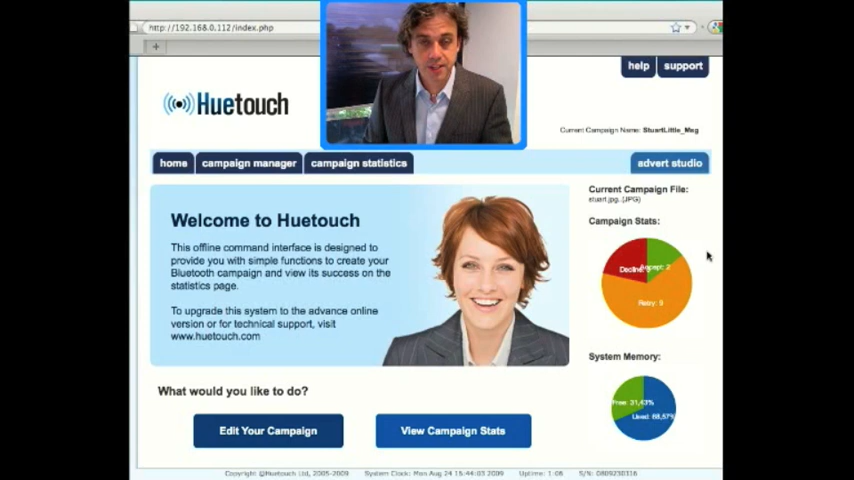 http://192.168.0.112/index.php
help
support
Huetouch
Current Campaign Name: StuartLittle_Msg
home
campaign manager
campaign statistics
advert studio
Current Campaign File:
stuart.jpg..(JPG)
Welcome to Huetouch
This offline command interface is designed to
provide you with simple functions to create your
Bluetooth campaign and view its success on the
statistics page.
To upgrade this system to the advance online
version or for technical support, visit
www.huetouch.com
Campaign Stats:
Accept: 2
System Memory:
Free: 31,43%
Used: 68,57%
What would you like to do?
Edit Your Campaign
View Campaign Stats
Copyright @Huetouch Ltd, 2005-2009
System Clock: Mon Aug 24 15:44:03 2009
Uptime: 1:06